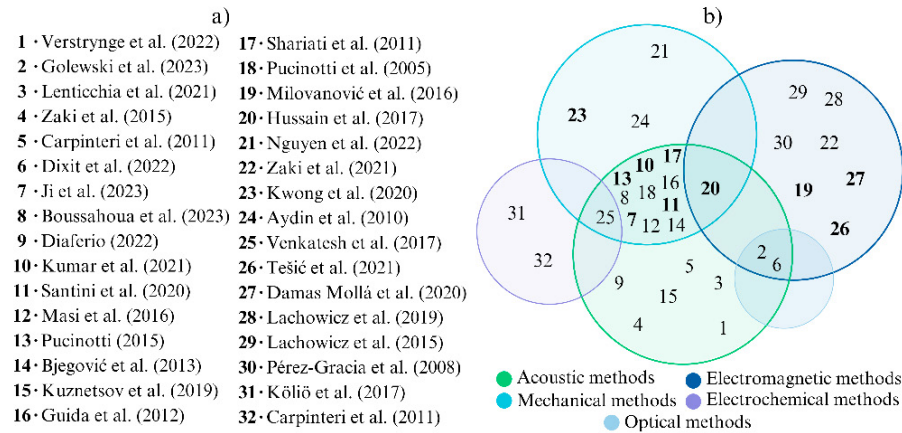 a)
1 · Verstrynge et al. (2022)
2 · Golewski et al. (2023)
3 · Lenticchia et al. (2021)
4 · Zaki et al. (2015)
5 · Carpinteri et al. (2011)
6 · Dixit et al. (2022)
7 · Ji et al. (2023)
8 · Boussahoua et al. (2023)
9 · Diaferio (2022)
10 · Kumar et al. (2021)
11 · Santini et al. (2020)
12 · Masi et al. (2016)
13 · Pucinotti (2015)
14 · Bjegović et al. (2013)
15 · Kuznetsov et al. (2019)
16 · Guida et al. (2012)
17 · Shariati et al. (2011)
18 · Pucinotti et al. (2005)
19 · Milovanović et al. (2016)
20 · Hussain et al. (2017)
21 · Nguyen et al. (2022)
22 · Zaki et al. (2021)
23 · Kwong et al. (2020)
24 · Aydin et al. (2010)
25 · Venkatesh et al. (2017)
26 · Tešić et al. (2021)
27 · Damas Mollá et al. (2020)
28 · Lachowicz et al. (2019)
29 · Lachowicz et al. (2015)
30 · Pérez-Gracia et al. (2008)
31 · Köliö et al. (2017)
32 · Carpinteri et al. (2011)
b)
21
29 28
23 24
30 22
17
10
13 16
8 18
20 19 27
11
31 25 7 12 14
26
32
2
6
5
9 15 3
4 1
Acoustic methods
Electromagnetic methods
Mechanical methods
Electrochemical methods
Optical methods